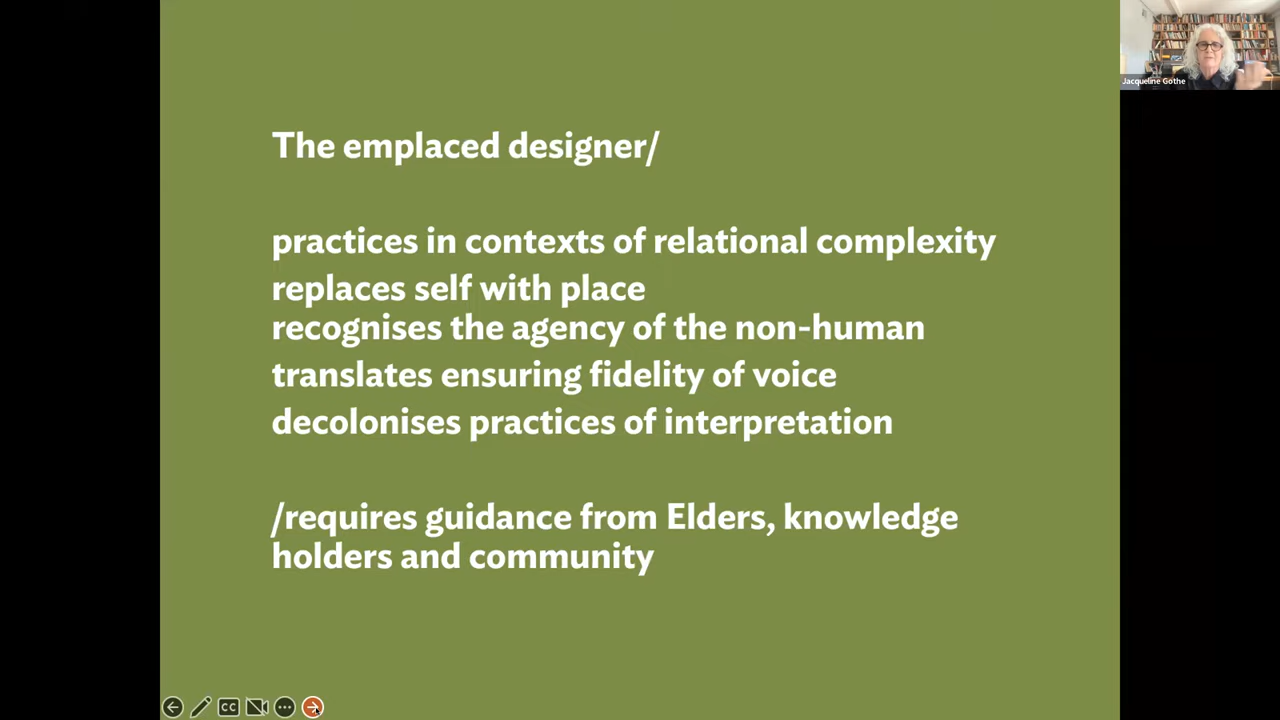 Jacqueline Gothe
The emplaced designer/
practices in contexts of relational complexity
replaces self with place
recognises the agency of the non-human
translates ensuring fidelity of voice
decolonises practices of interpretation
/requires guidance from Elders, knowledge
holders and community
CC